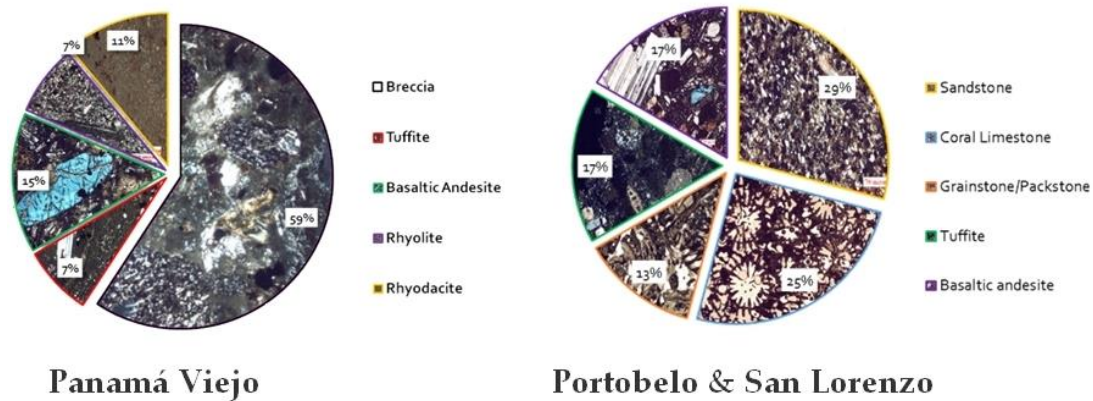 11%
7%
15%
7%
59%
Breccia
Tuffite
Basaltic Andesite
Rhyolite
Rhyodacite
Panamá Viejo
17%
29%
17%
13%
25%
Sandstone
Coral Limestone
Grainstone/Packstone
Tuffite
Basaltic andesite
Portobelo & San Lorenzo